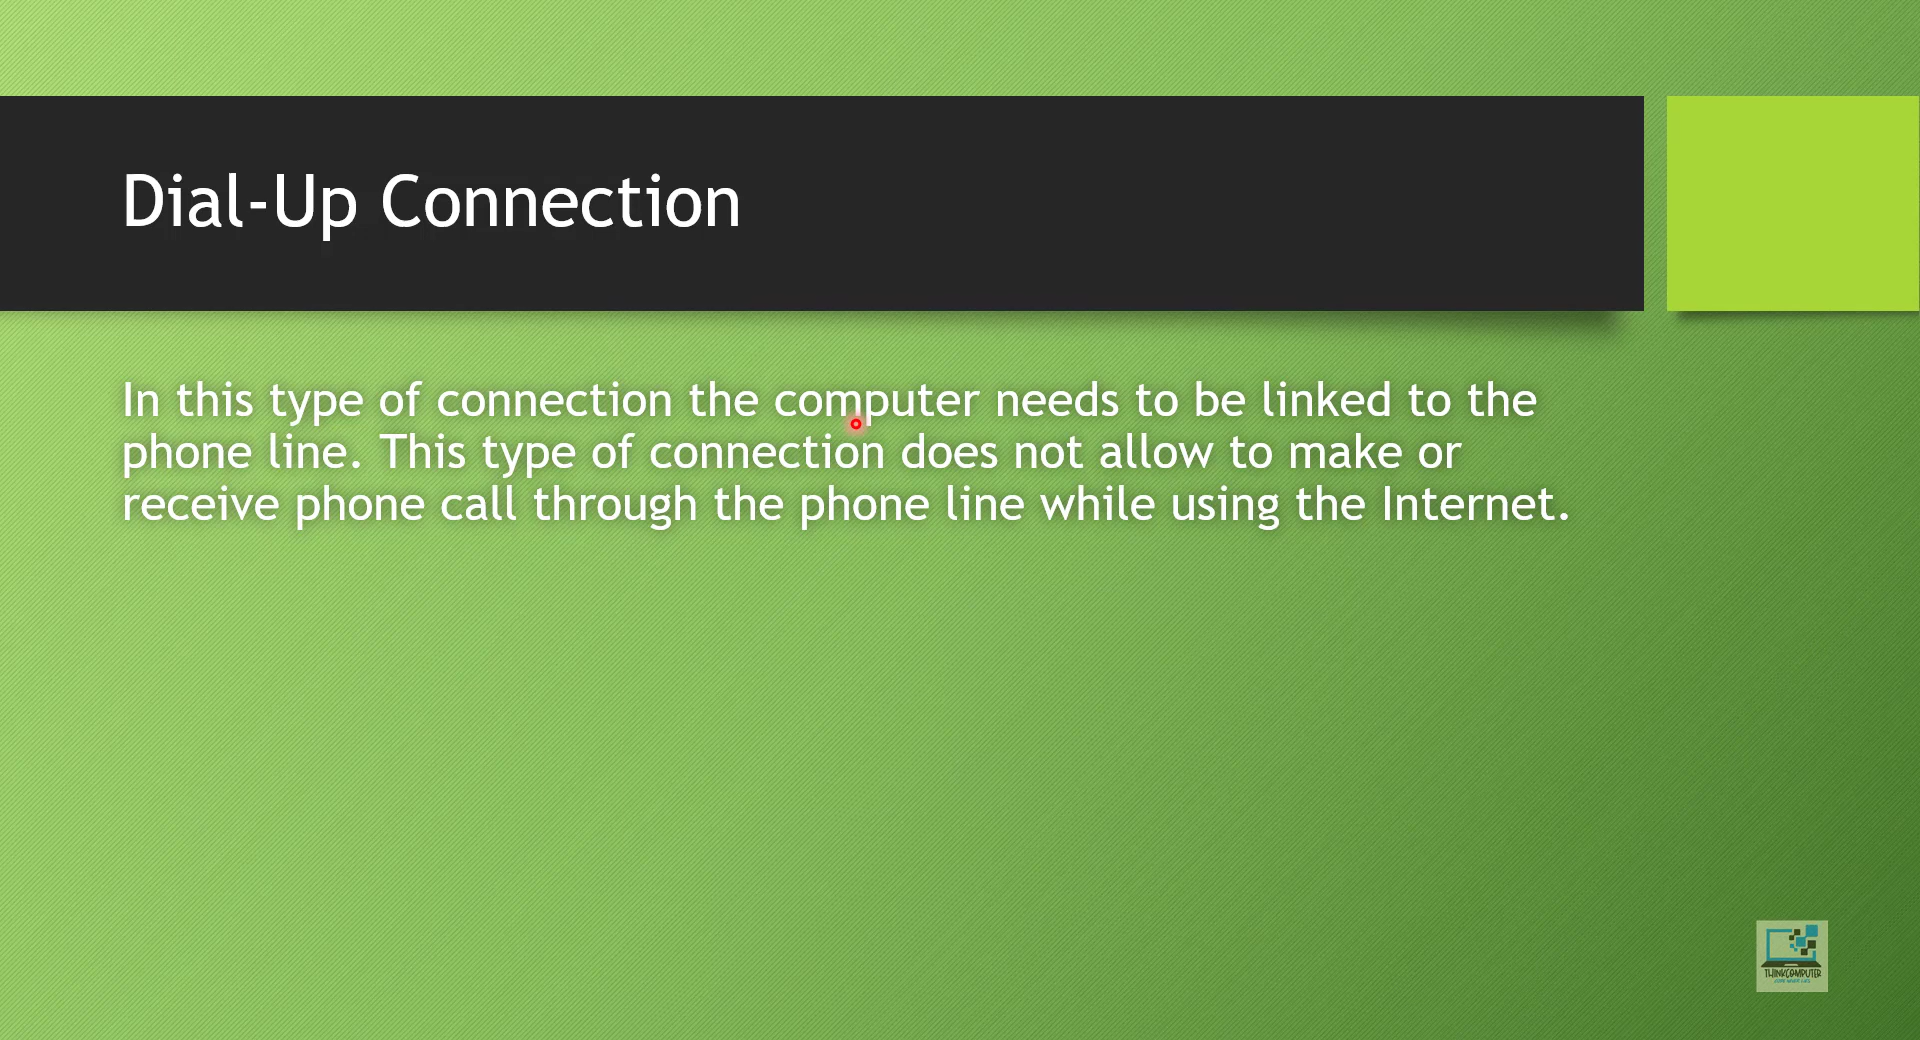 Dial-Up Connection
In this type of connection the computer needs to be linked to the
phone line. This type of connection does not allow to make or
receive phone call through the phone line while using the Internet.
THINKCOMPUTER